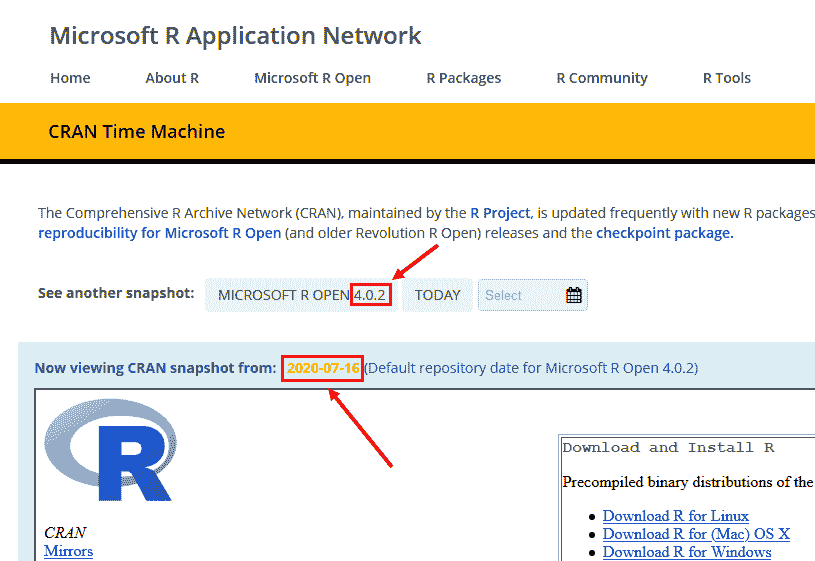 Microsoft R Application Network
Home About R Microsoft R Open R Packages R Community R Tools
CRAN Time Machine
The Comprehensive R Archive Network (CRAN), maintained by the R Project, is updated frequently with new R packages
reproducibility for Microsoft R Open (and older Revolution R Open) releases and the checkpoint package.
See another snapshot: MICROSOFT R OPEN 4.0.2 TODAY Select
Now viewing CRAN snapshot from: 2020-07-16 (Default repository date for Microsoft R Open 4.0.2)
R
CRAN
Mirrors
Download and Install R
Precompiled binary distributions of the
Download R for Linux
Download R for (Mac) OS X
Download R for Windows